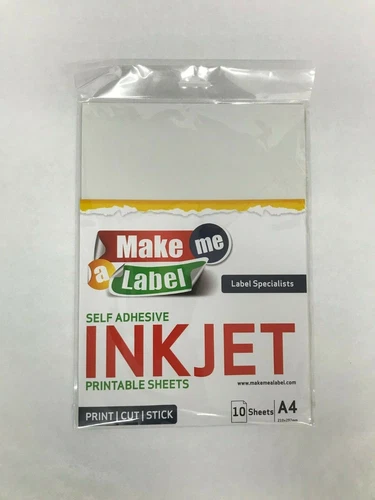 Make me
a Label
Label Specialists
SELF ADHESIVE
INKJET
PRINTABLE SHEETS
www.makemealabel.com
PRINT|CUT|STICK
10 Sheets A4
210x297mm